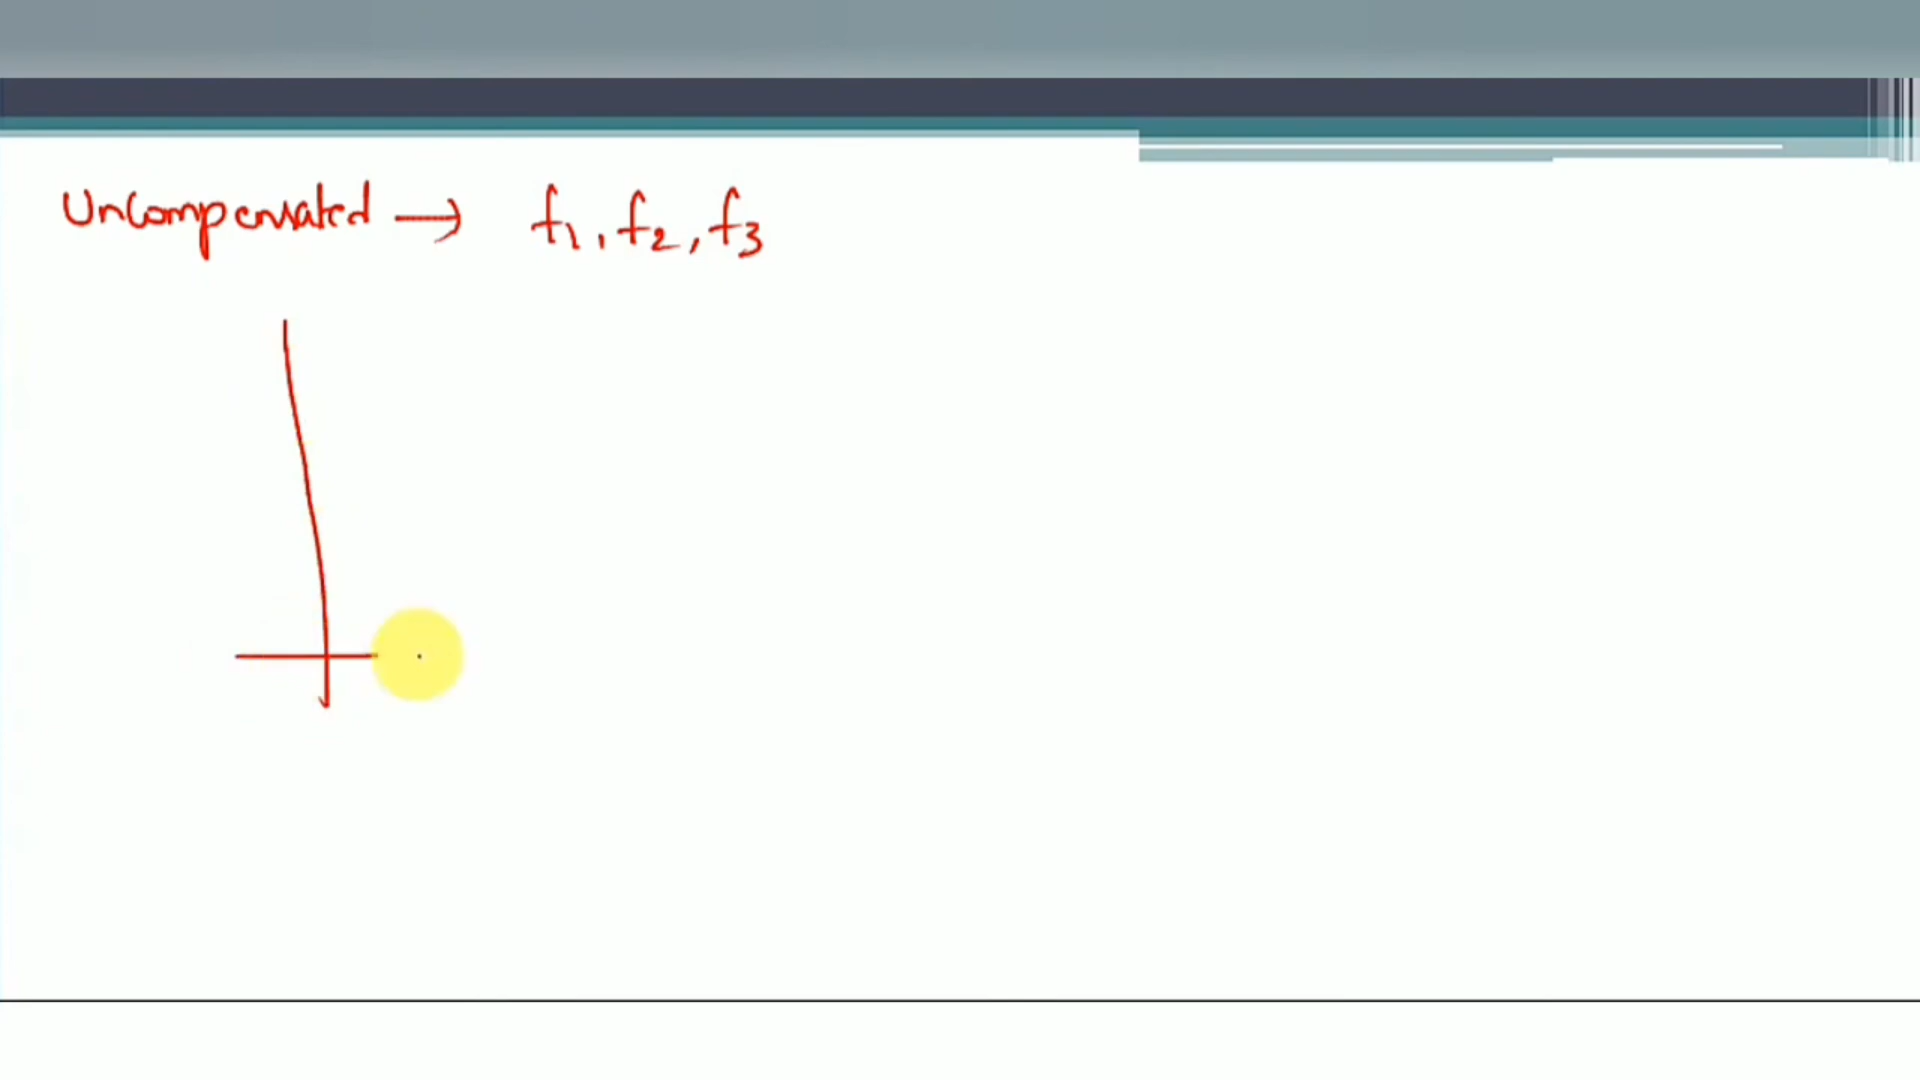 Uncompensated → f1, f2, f3